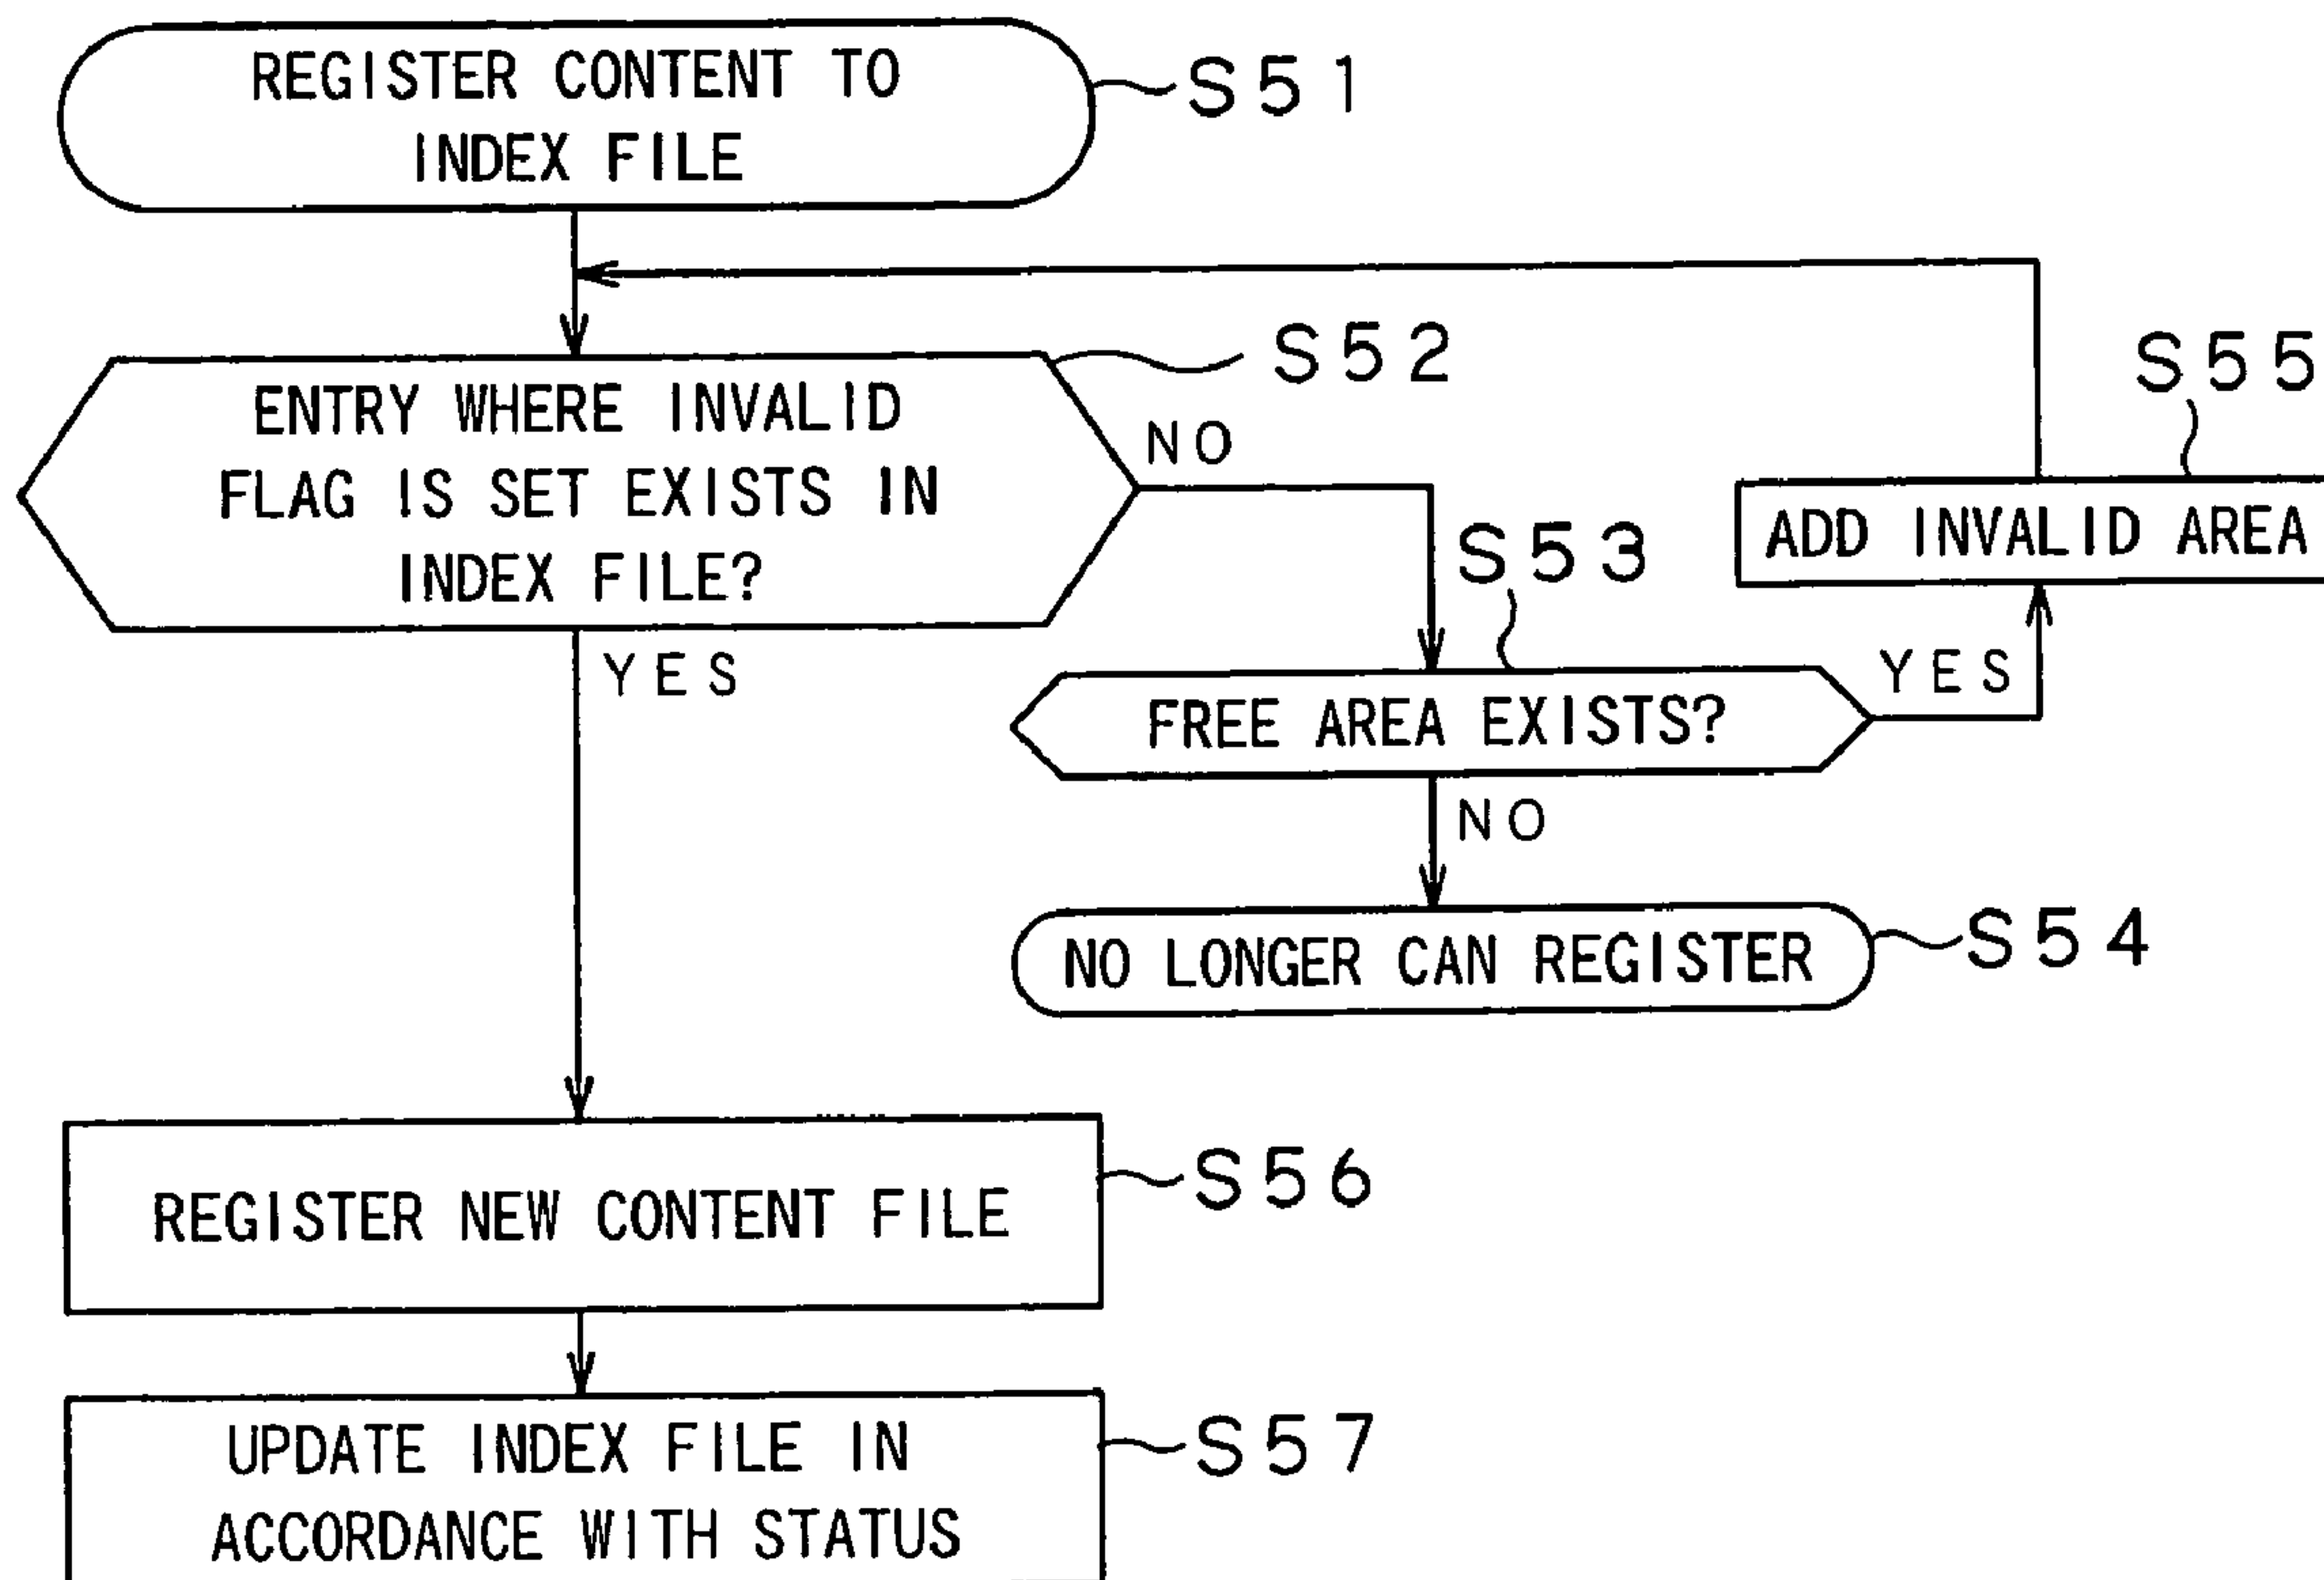 REGISTER CONTENT TO
INDEX FILE
S51
ENTRY WHERE INVALID
FLAG IS SET EXISTS IN
INDEX FILE?
S52
NO
YES
S53
FREE AREA EXISTS?
YES
NO
S55
ADD INVALID AREA
NO LONGER CAN REGISTER
S54
REGISTER NEW CONTENT FILE
S56
UPDATE INDEX FILE IN
ACCORDANCE WITH STATUS
S57